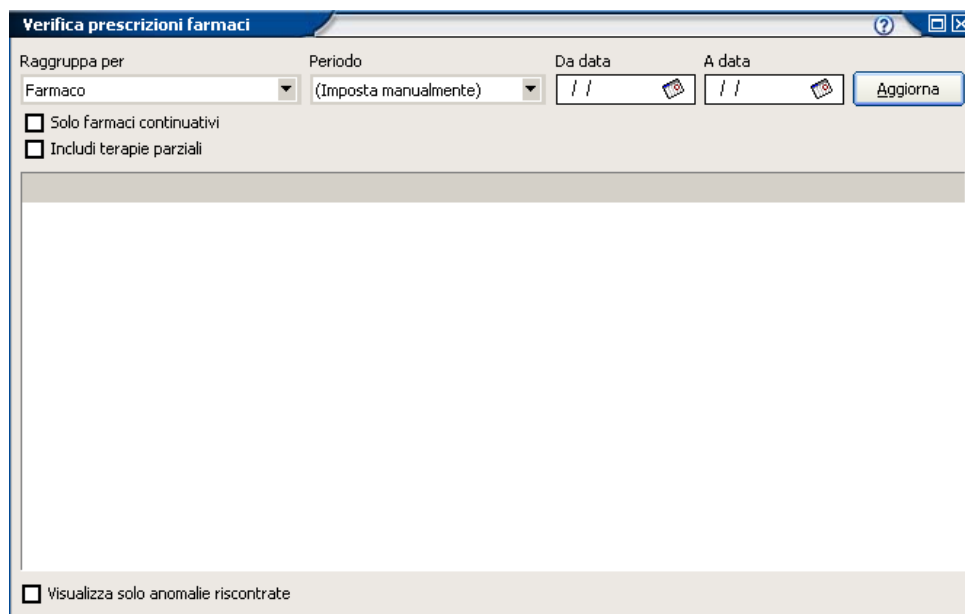 Verifica prescrizioni farmaci ?
Raggruppa per Periodo Da data A data
Farmaco (Imposta manualmente) / / / / Aggiorna
Solo farmaci continuativi
Includi terapie parziali
Visualizza solo anomalie riscontrate